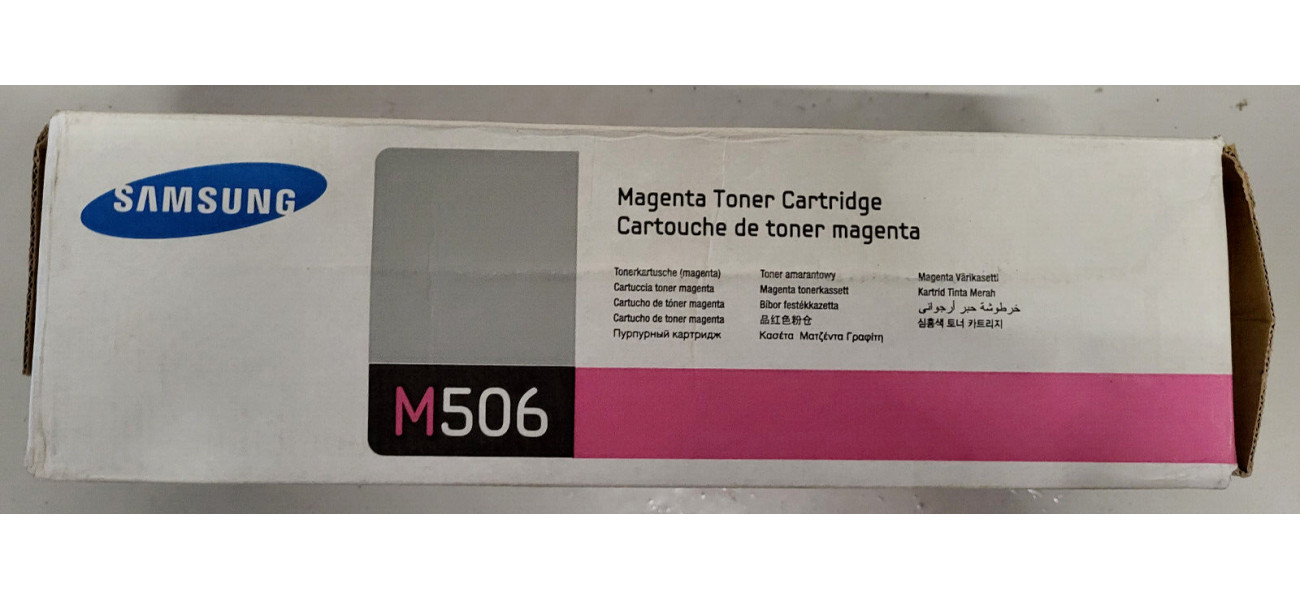 SAMSUNG
Magenta Toner Cartridge
Cartouche de toner magenta
Tonerkartusche (magenta)
Cartuccia toner magenta
Cartucho de tóner magenta
Cartucho de toner magenta
Пурпурный картридж
Toner amarantowy
Magenta tonerkassett
Bíbor festékkazetta
品红色粉仓
Κασέτα Ματζέντα Γραφίτη
Magenta Värikasetti
Kartrid Tinta Merah
خرطوشة حبر أرجواني
심홍색 토너 카트리지
M506